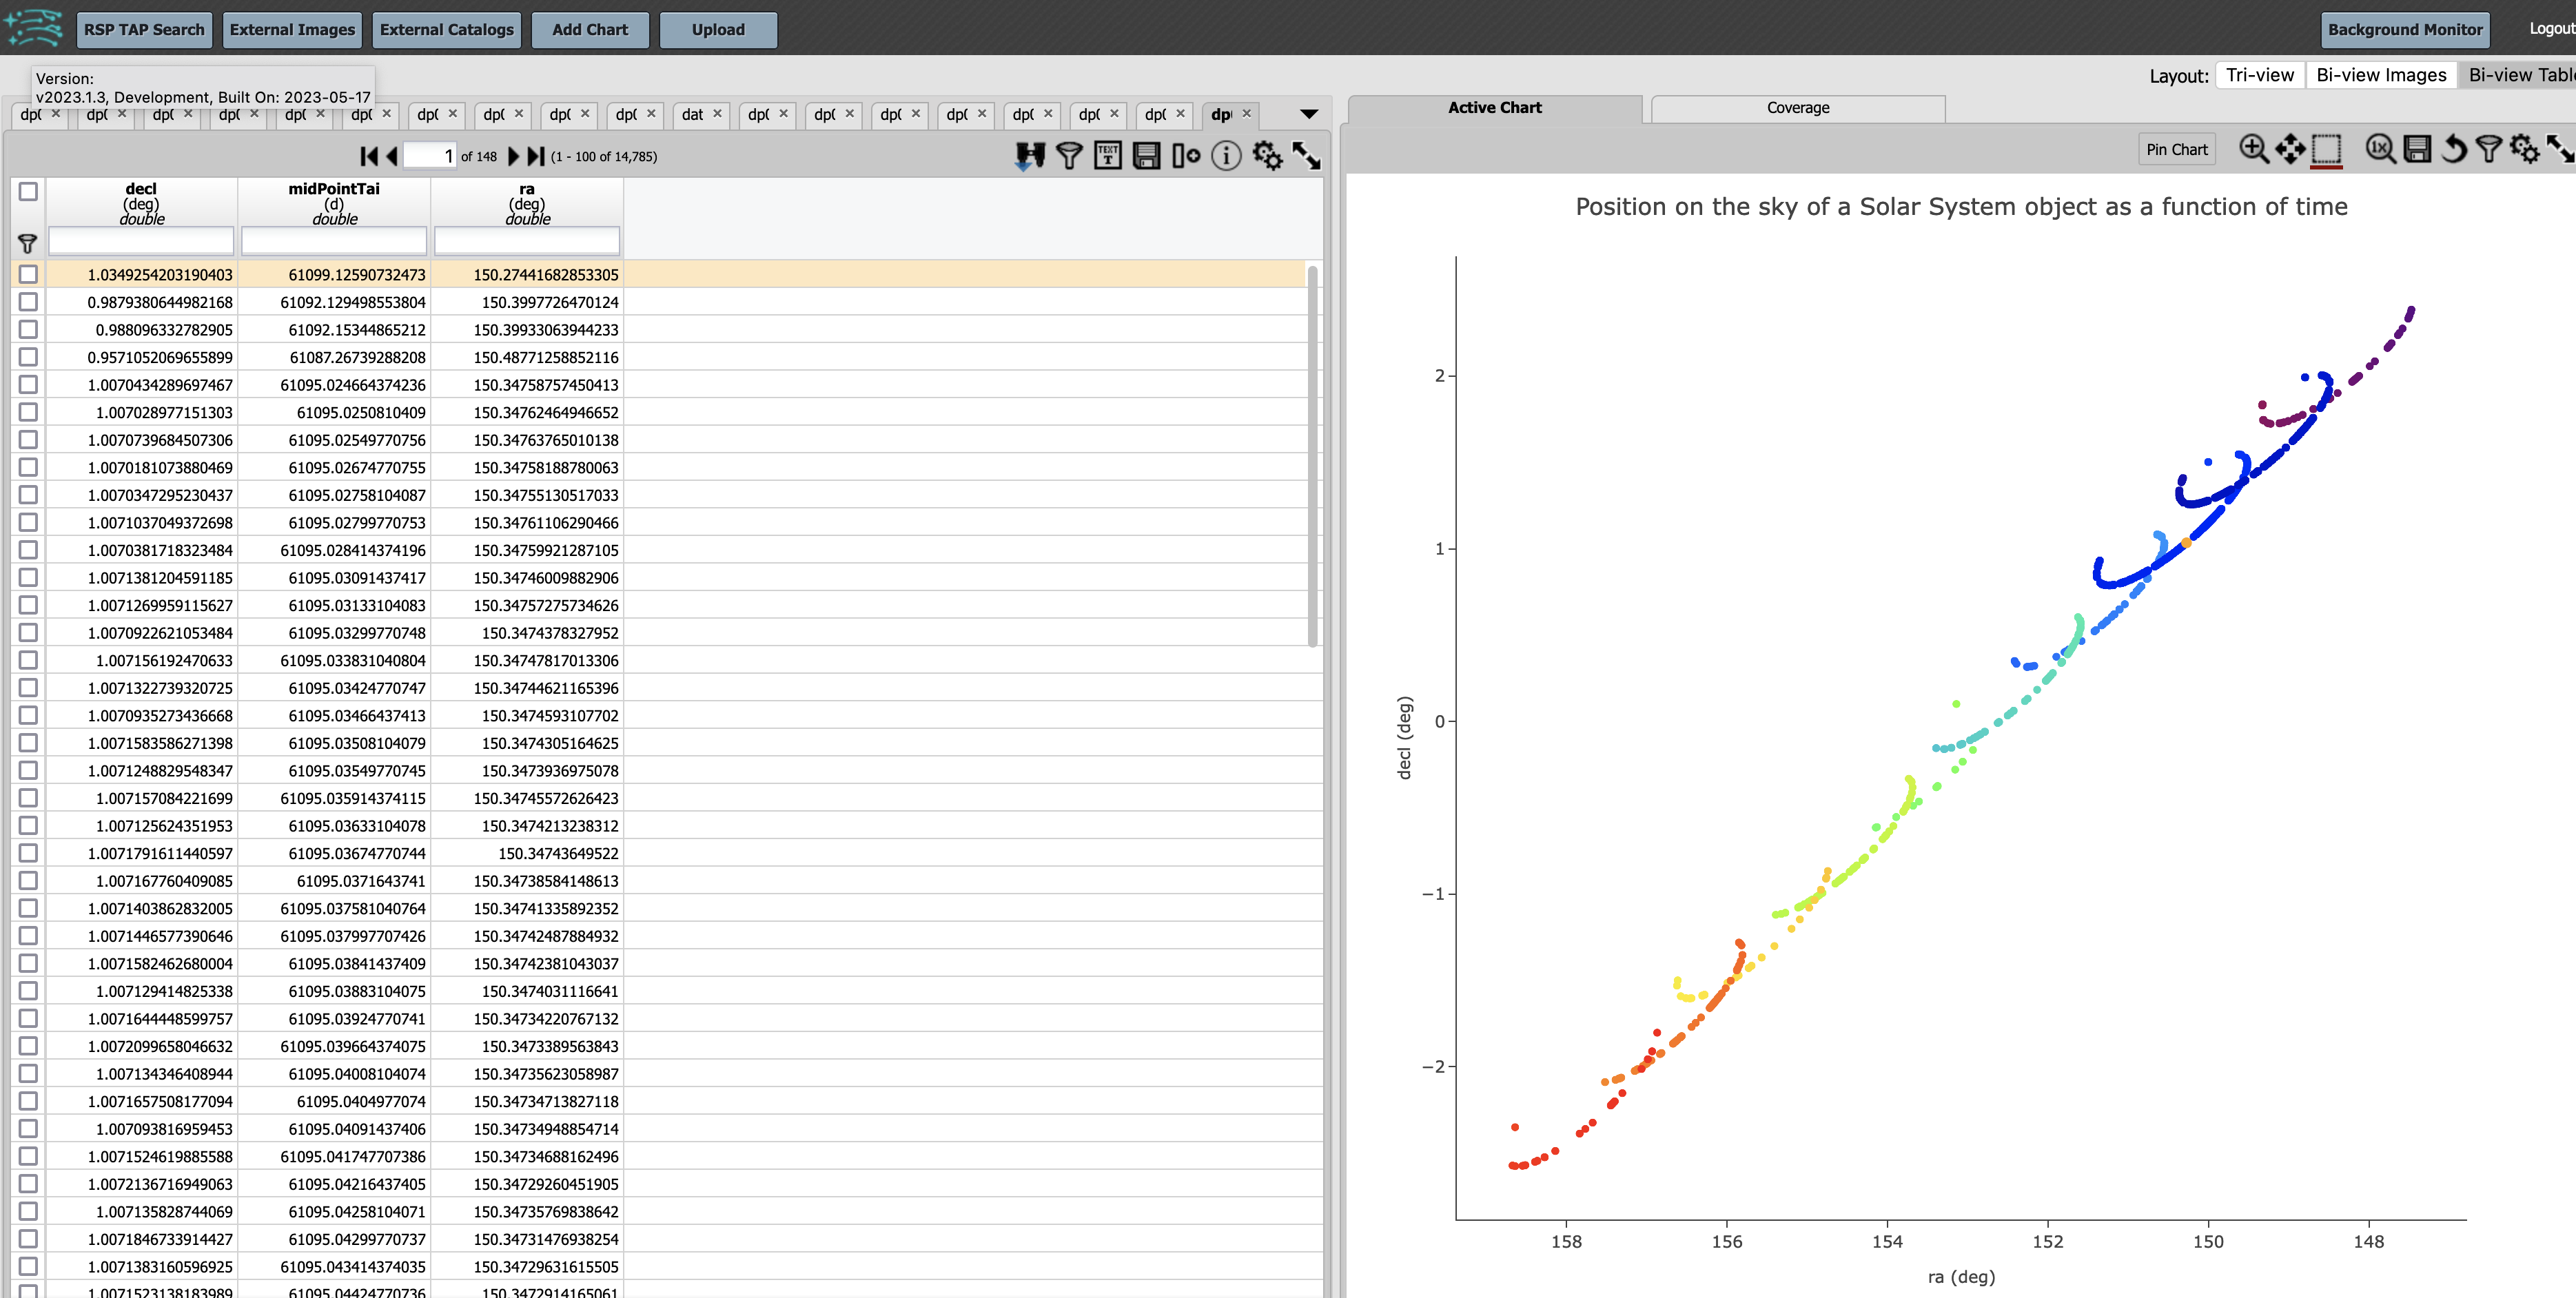 RSP TAP Search External Images External Catalogs Add Chart Upload Background Monitor Logout
Version:
v2023.1.3, Development, Built On: 2023-05-17
Layout: Tri-view Bi-view Images Bi-view Table
dp( dp( dp( dp( dp( dp( dp( dp( dp( dp( dat dp( dp( dp( dp( dp( dp( dp( dp(
Active Chart Coverage
1 of 148 (1 - 100 of 14,785)
TEXT
Pin Chart
1x
decl midPointTai ra
(deg) (d) (deg)
double double double
1.0349254203190403 61099.12590732473 150.27441682853305
0.9879380644982168 61092.129498553804 150.3997726470124
0.988096332782905 61092.15344865212 150.39933063944233
0.9571052069655899 61087.26739288208 150.48771258852116
1.0070434289697467 61095.024664374236 150.34758757450413
1.007028977151303 61095.0250810409 150.34762464946652
1.0070739684507306 61095.02549770756 150.34763765010138
1.0070181073880469 61095.02674770755 150.34758188780063
1.0070347295230437 61095.02758104087 150.34755130517033
1.0071037049372698 61095.02799770753 150.34761106290466
1.0070381718323484 61095.028414374196 150.34759921287105
1.0071381204591185 61095.03091437417 150.34746009882906
1.0071269959115627 61095.03133104083 150.34757275734626
1.0070922621053484 61095.03299770748 150.3474378327952
1.007156192470633 61095.033831040804 150.34747817013306
1.0071322739320725 61095.03424770747 150.34744621165396
1.0070935273436668 61095.03466437413 150.3474593107702
1.0071583586271398 61095.03508104079 150.3474305164625
1.0071248829548347 61095.03549770745 150.3473936975078
1.007157084221699 61095.035914374115 150.34745572626423
1.007125624351953 61095.03633104078 150.3474213238312
1.0071791611440597 61095.03674770744 150.34743649522
1.007167760409085 61095.0371643741 150.34738584148613
1.0071403862832005 61095.037581040764 150.34741335892352
1.0071446577390646 61095.037997707426 150.34742487884932
1.0071582462680004 61095.03841437409 150.34742381043037
1.007129414825338 61095.03883104075 150.3474031116641
1.0071644448599757 61095.03924770741 150.34734220767132
1.0072099658046632 61095.039664374075 150.3473389563843
1.007134346408944 61095.04008104074 150.34735623058987
1.0071657508177094 61095.0404977074 150.34734713827118
1.007093816959453 61095.04091437406 150.34734948854714
1.0071524619885588 61095.041747707386 150.34734688162496
1.0072136716949063 61095.04216437405 150.34729260451905
1.007135828744069 61095.04258104071 150.34735769838642
1.0071846733914427 61095.04299770737 150.34731476938254
1.0071383160596925 61095.043414374035 150.34729631615505
1.0071523138183989 61095.04424770736 150.3472914165061
Position on the sky of a Solar System object as a function of time
2
1
0
−1
−2
decl (deg)
158 156 154 152 150 148
ra (deg)